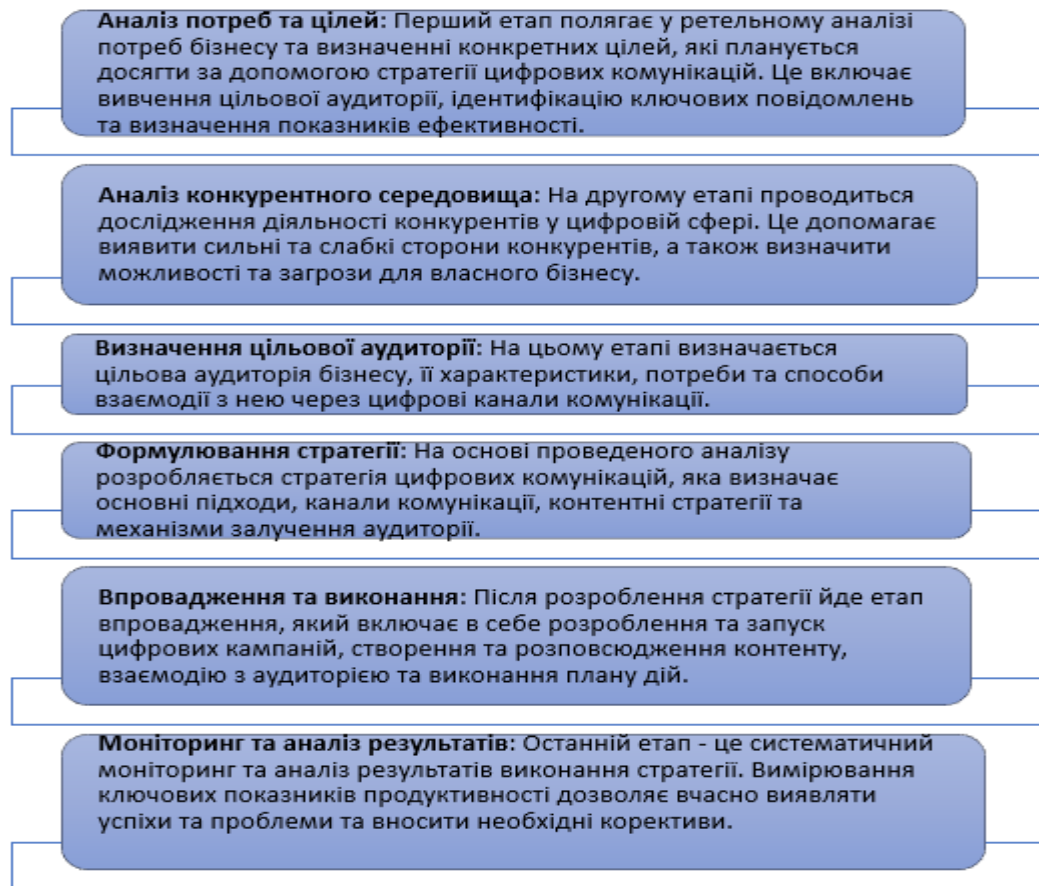 Аналіз потреб та цілей: Перший етап полягає у ретельному аналізі
потреб бізнесу та визначенні конкретних цілей, які планується
досягти за допомогою стратегії цифрових комунікацій. Це включає
вивчення цільової аудиторії, ідентифікацію ключових повідомлень
та визначення показників ефективності.
Аналіз конкурентного середовища: На другому етапі проводиться
дослідження діяльності конкурентів у цифровій сфері. Це допомагає
виявити сильні та слабкі сторони конкурентів, а також визначити
можливості та загрози для власного бізнесу.
Визначення цільової аудиторії: На цьому етапі визначається
цільова аудиторія бізнесу, її характеристики, потреби та способи
взаємодії з нею через цифрові канали комунікації.
Формулювання стратегії: На основі проведеного аналізу
розробляється стратегія цифрових комунікацій, яка визначає
основні підходи, канали комунікації, контентні стратегії та
механізми залучення аудиторії.
Впровадження та виконання: Після розроблення стратегії йде етап
впровадження, який включає в себе розроблення та запуск
цифрових кампаній, створення та розповсюдження контенту,
взаємодію з аудиторією та виконання плану дій.
Моніторинг та аналіз результатів: Останній етап - це систематичний
моніторинг та аналіз результатів виконання стратегії. Вимірювання
ключових показників продуктивності дозволяє вчасно виявляти
успіхи та проблеми та вносити необхідні корективи.